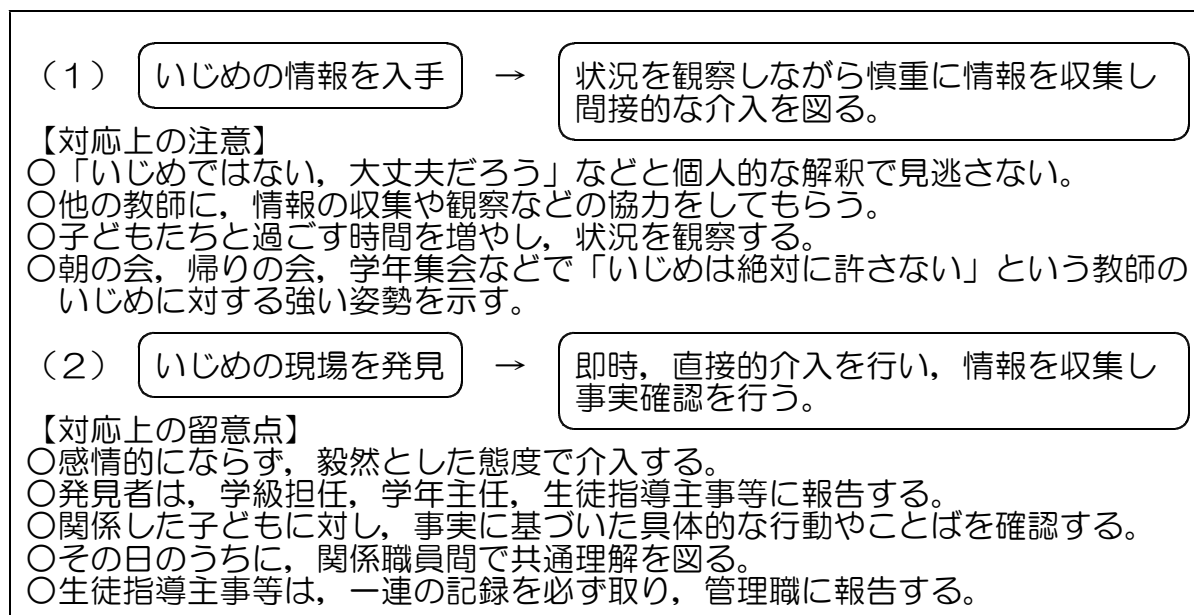 （１） いじめの情報を入手 → 状況を観察しながら慎重に情報を収集し
間接的な介入を図る。
【対応上の注意】
○「いじめではない，大丈夫だろう」などと個人的な解釈で見逃さない。
○他の教師に，情報の収集や観察などの協力をしてもらう。
○子どもたちと過ごす時間を増やし，状況を観察する。
○朝の会，帰りの会，学年集会などで「いじめは絶対に許さない」という教師の
いじめに対する強い姿勢を示す。
（２） いじめの現場を発見 → 即時，直接的介入を行い，情報を収集し
事実確認を行う。
【対応上の留意点】
○感情的にならず，毅然とした態度で介入する。
○発見者は，学級担任，学年主任，生徒指導主事等に報告する。
○関係した子どもに対し，事実に基づいた具体的な行動やことばを確認する。
○その日のうちに，関係職員間で共通理解を図る。
○生徒指導主事等は，一連の記録を必ず取り，管理職に報告する。